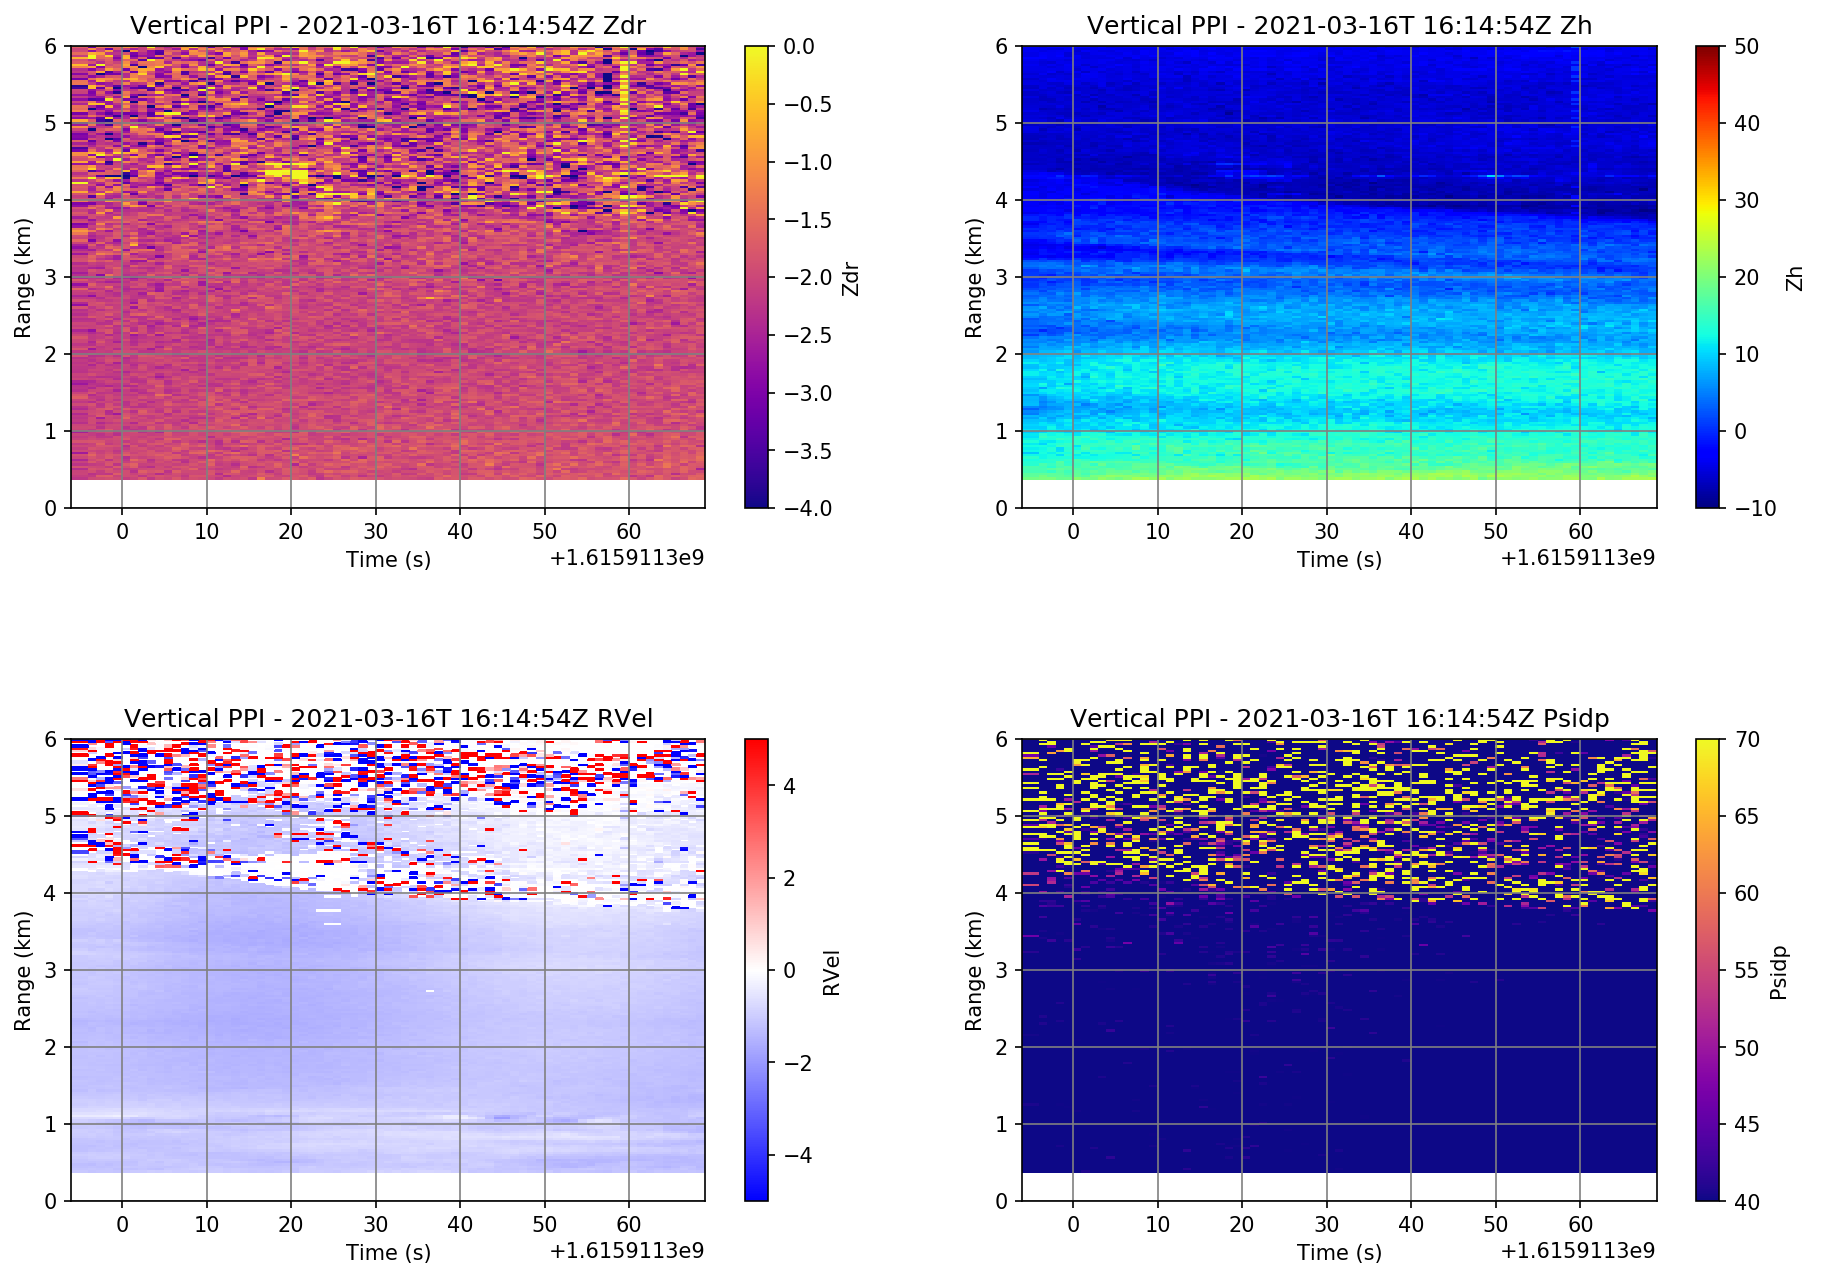 Vertical PPI - 2021-03-16T 16:14:54Z Zdr
6
5
4
3
2
1
0
Range (km)
0 10 20 30 40 50 60
Time (s)
+1.6159113e9
0.0
−0.5
−1.0
−1.5
−2.0
−2.5
−3.0
−3.5
−4.0
Zdr
Vertical PPI - 2021-03-16T 16:14:54Z Zh
6
5
4
3
2
1
0
Range (km)
0 10 20 30 40 50 60
Time (s)
+1.6159113e9
50
40
30
20
10
0
−10
Zh
Vertical PPI - 2021-03-16T 16:14:54Z RVel
6
5
4
3
2
1
0
Range (km)
0 10 20 30 40 50 60
Time (s)
+1.6159113e9
4
2
0
−2
−4
RVel
Vertical PPI - 2021-03-16T 16:14:54Z Psidp
6
5
4
3
2
1
0
Range (km)
0 10 20 30 40 50 60
Time (s)
+1.6159113e9
70
65
60
55
50
45
40
Psidp